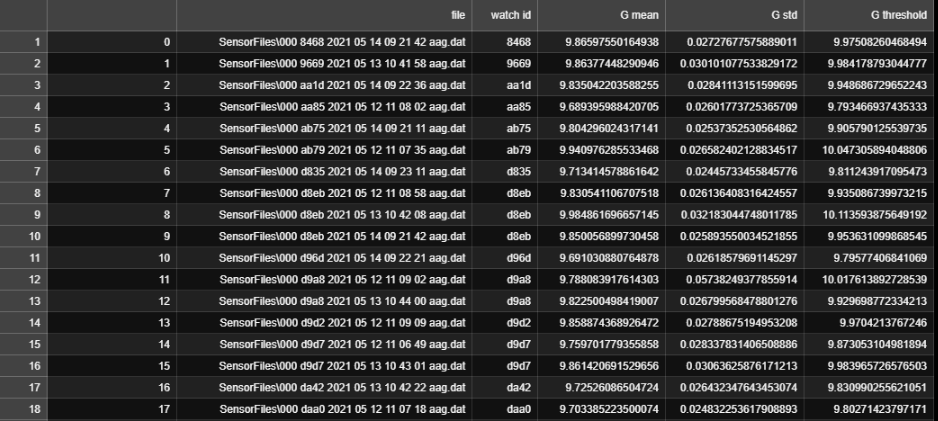 file watch id G mean G std G threshold
1 0 SensorFiles\000 8468 2021 05 14 09 21 42 aag.dat 8468 9.86597550164938 0.02727677575889011 9.97508260468494
2 1 SensorFiles\000 9669 2021 05 13 10 41 58 aag.dat 9669 9.86377448290946 0.030101077533829172 9.984178793044777
3 2 SensorFiles\000 aa1d 2021 05 14 09 22 36 aag.dat aa1d 9.835042203588255 0.02841113151599695 9.948686729652243
4 3 SensorFiles\000 aa85 2021 05 12 11 08 02 aag.dat aa85 9.689395988420705 0.02601773725365709 9.793466937435333
5 4 SensorFiles\000 ab75 2021 05 14 09 21 11 aag.dat ab75 9.804296024317141 0.02537352530564862 9.905790125539735
6 5 SensorFiles\000 ab79 2021 05 12 11 07 35 aag.dat ab79 9.940976285533468 0.026582402128834517 10.047305894048806
7 6 SensorFiles\000 d835 2021 05 14 09 23 11 aag.dat d835 9.713414578861642 0.02445733455845776 9.811243917095473
8 7 SensorFiles\000 d8eb 2021 05 12 11 08 58 aag.dat d8eb 9.830541106707518 0.026136408316424557 9.935086739973215
9 8 SensorFiles\000 d8eb 2021 05 13 10 42 08 aag.dat d8eb 9.984861696657145 0.032183044748011785 10.113593875649192
10 9 SensorFiles\000 d8eb 2021 05 14 09 21 42 aag.dat d8eb 9.850056899730458 0.025893550034521855 9.953631099868545
11 10 SensorFiles\000 d96d 2021 05 14 09 22 21 aag.dat d96d 9.691030880764878 0.02618579691145297 9.79577406841069
12 11 SensorFiles\000 d9a8 2021 05 12 11 09 02 aag.dat d9a8 9.788083917614303 0.05738249377855914 10.017613892728539
13 12 SensorFiles\000 d9a8 2021 05 13 10 44 00 aag.dat d9a8 9.822500498419007 0.026799568478801276 9.929698772334213
14 13 SensorFiles\000 d9d2 2021 05 12 11 09 09 aag.dat d9d2 9.858874368926472 0.02788675194953208 9.9704213767246
15 14 SensorFiles\000 d9d7 2021 05 12 11 06 49 aag.dat d9d7 9.759701779355858 0.028337831406508886 9.873053104981894
16 15 SensorFiles\000 d9d7 2021 05 13 10 43 01 aag.dat d9d7 9.861420691529656 0.03063625876171213 9.983965726576503
17 16 SensorFiles\000 da42 2021 05 13 10 42 22 aag.dat da42 9.72526086504724 0.026432347643453074 9.830990255621051
18 17 SensorFiles\000 daa0 2021 05 12 11 07 18 aag.dat daa0 9.703385223500074 0.024832253617908893 9.80271423797171